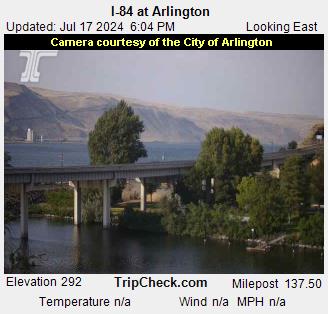 I-84 at Arlington
Updated: Jul 17 2024 6:04 PM Looking East
Camera courtesy of the City of Arlington
Elevation 292 TripCheck.com Milepost 137.50
Temperature n/a Wind n/a MPH n/a